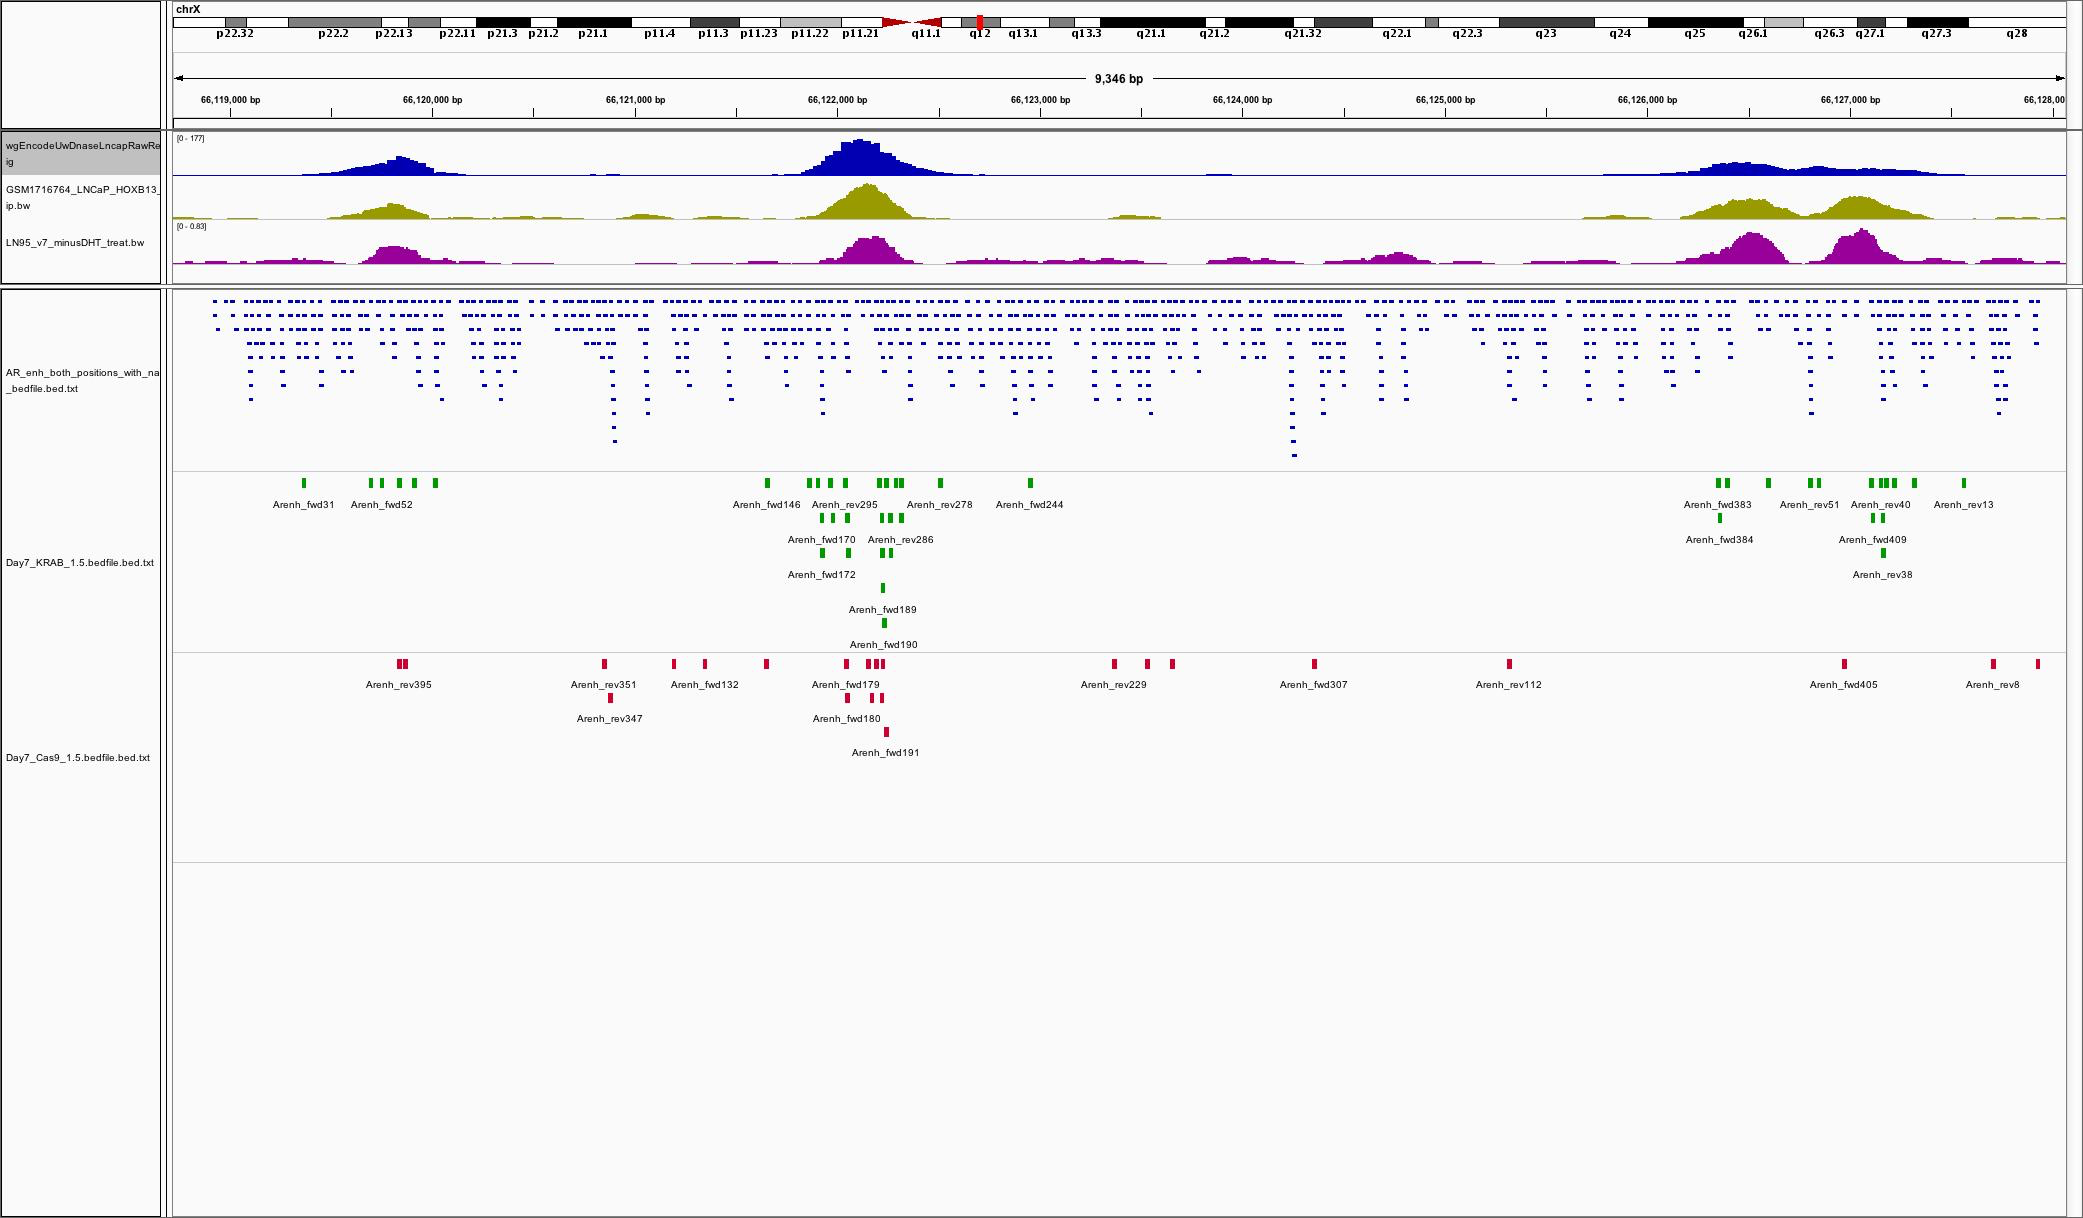 chrX
p22.32 p22.2 p22.13 p22.11 p21.3 p21.2 p21.1 p11.4 p11.3 p11.23 p11.22 p11.21 q11.1 q12 q13.1 q13.3 q21.1 q21.2 q21.32 q22.1 q22.3 q23 q24 q25 q26.1 q26.3 q27.1 q27.3 q28
9,346 bp
66,119,000 bp 66,120,000 bp 66,121,000 bp 66,122,000 bp 66,123,000 bp 66,124,000 bp 66,125,000 bp 66,126,000 bp 66,127,000 bp 66,128,00
[0 - 177]
wgEncodeUwDnaseLncapRawRe
ig
GSM1716764_LNCaP_HOXB13_
ip.bw
[0 - 0.83]
LN95_v7_minusDHT_treat.bw
AR_enh_both_positions_with_na
_bedfile.bed.txt
Arenh_fwd31 Arenh_fwd52 Arenh_fwd146 Arenh_rev295 Arenh_rev278 Arenh_fwd244 Arenh_fwd383 Arenh_rev51 Arenh_rev40 Arenh_rev13
Arenh_fwd170 Arenh_rev286 Arenh_fwd384 Arenh_fwd409
Day7_KRAB_1.5.bedfile.bed.txt
Arenh_fwd172 Arenh_rev38
Arenh_fwd189
Arenh_fwd190
Arenh_rev395 Arenh_rev351 Arenh_fwd132 Arenh_fwd179 Arenh_rev229 Arenh_fwd307 Arenh_rev112 Arenh_fwd405 Arenh_rev8
Arenh_rev347 Arenh_fwd180
Arenh_fwd191
Day7_Cas9_1.5.bedfile.bed.txt